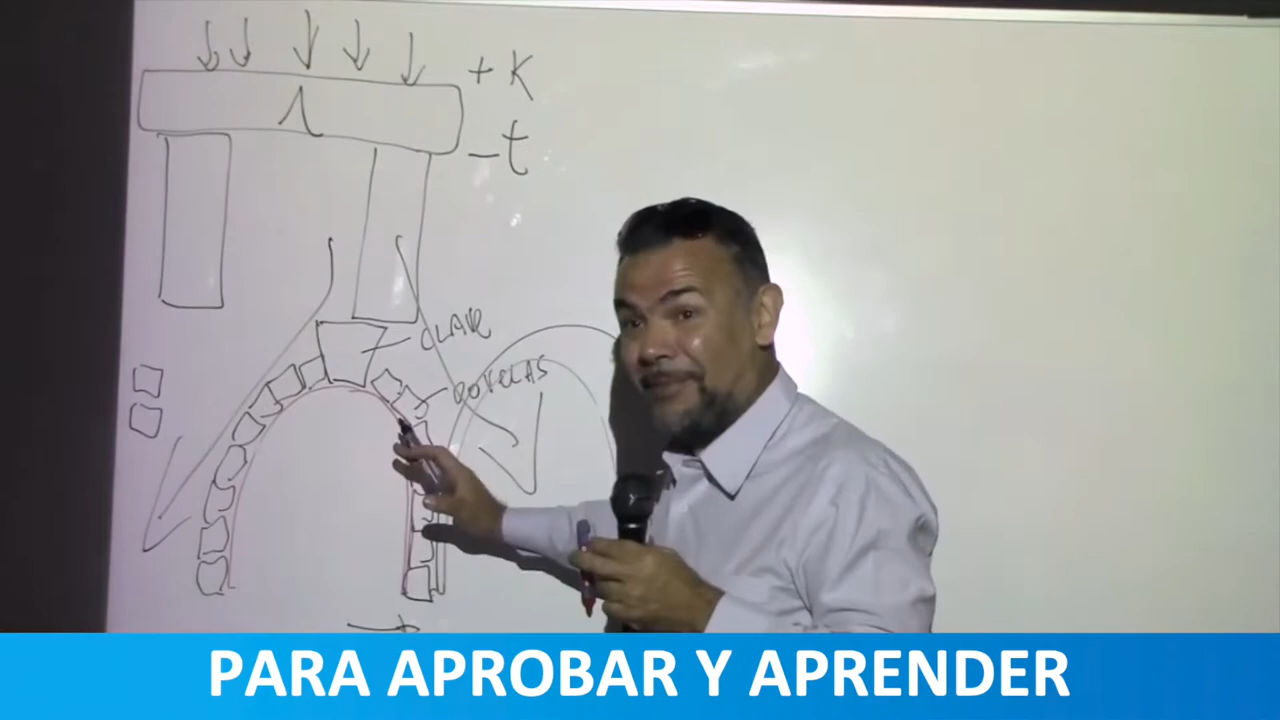 + K
- t
CLAVE
DOVELAS
PARA APROBAR Y APRENDER